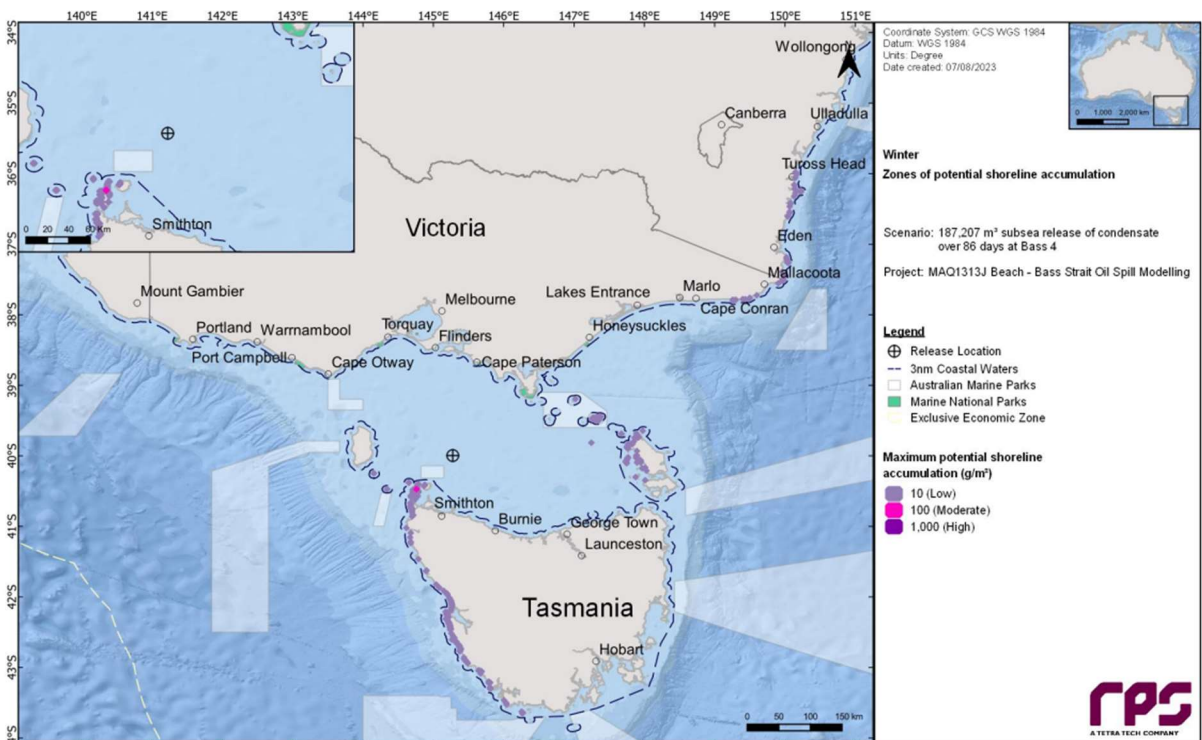 140°E 141°E 142°E 143°E 144°E 145°E 146°E 147°E 148°E 149°E 150°E 151°E
34°S
35°S
36°S
37°S
38°S
39°S
40°S
41°S
42°S
43°S
Smithton
0 20 40 60 Km
Wollongong
Canberra
Ulladulla
Tuross Head
Victoria
Eden
Mallacoota
Mount Gambier
Melbourne
Lakes Entrance
Marlo
Cape Conran
Portland
Warrnambool
Torquay
Flinders
Honeysuckles
Port Campbell
Cape Otway
Cape Paterson
Smithton
Burnie
George Town
Launceston
Tasmania
Hobart
0 50 100 150 km
Coordinate System: GCS WGS 1984
Datum: WGS 1984
Units: Degree
Date created: 07/08/2023
0 1,000 2,000 km
Winter
Zones of potential shoreline accumulation
Scenario: 187,207 m³ subsea release of condensate
over 86 days at Bass 4
Project: MAQ1313J Beach - Bass Strait Oil Spill Modelling
Legend
Release Location
3nm Coastal Waters
Australian Marine Parks
Marine National Parks
Exclusive Economic Zone
Maximum potential shoreline
accumulation (g/m²)
10 (Low)
100 (Moderate)
1,000 (High)
rps
A TETRA TECH COMPANY